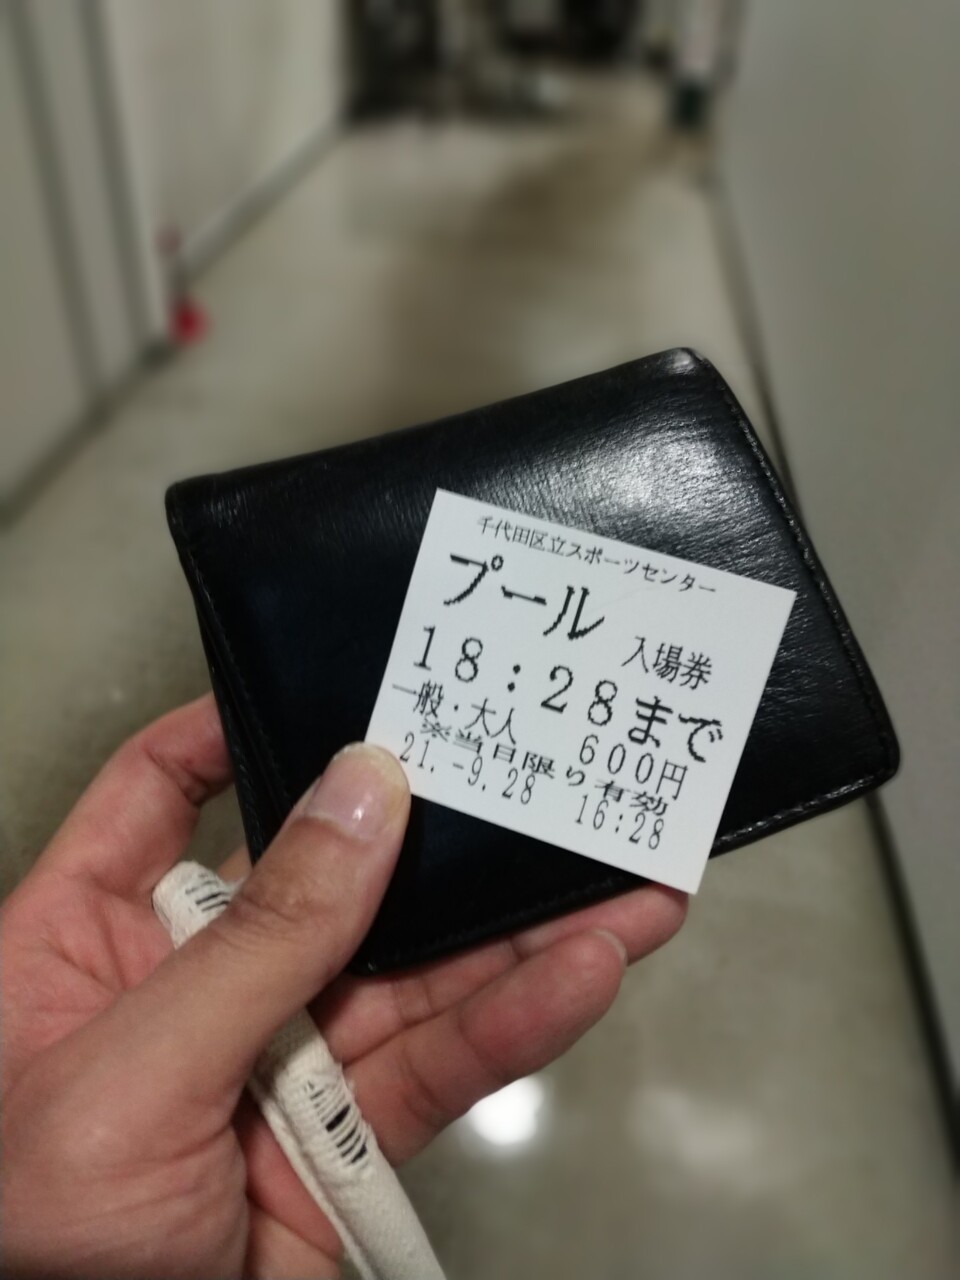 千代田区立スポーツセンター
プール 入場券
18:28まで
一般・大人 600円
※当日限り有効
21.-9.28 16:28